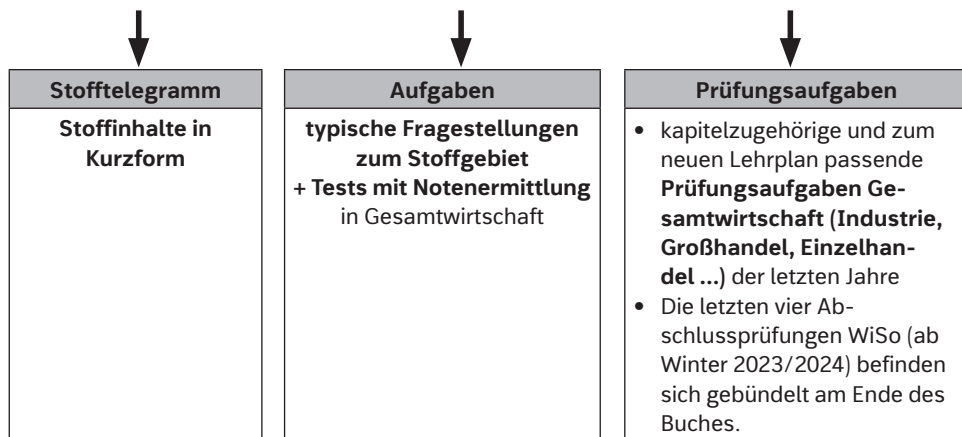 Stofftelegramm
Stoffinhalte in
Kurzform
Aufgaben
typische Fragestellungen
zum Stoffgebiet
+ Tests mit Notenermittlung
in Gesamtwirtschaft
Prüfungsaufgaben
• kapitelzugehörige und zum
neuen Lehrplan passende
Prüfungsaufgaben Ge-
samtwirtschaft (Industrie,
Großhandel, Einzelhan-
del ...) der letzten Jahre
• Die letzten vier Ab-
schlussprüfungen WiSo (ab
Winter 2023/2024) befinden
sich gebündelt am Ende des
Buches.